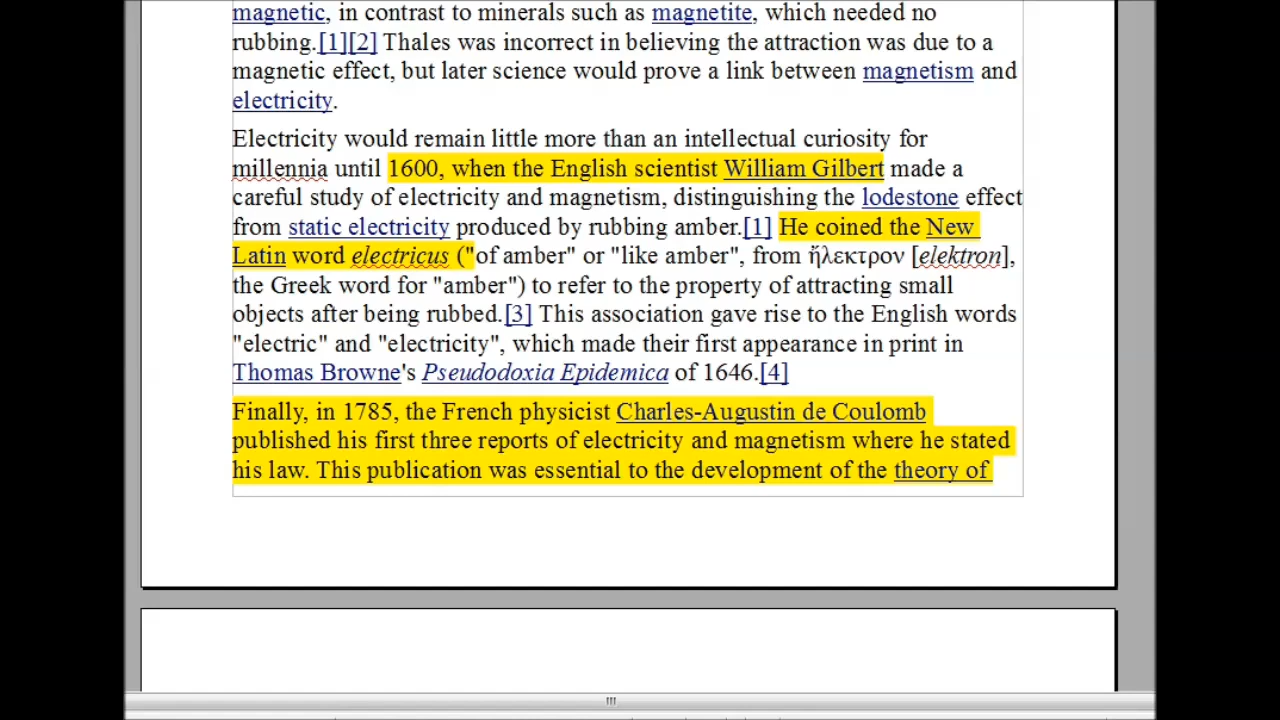 magnetic, in contrast to minerals such as magnetite, which needed no
rubbing.[1][2] Thales was incorrect in believing the attraction was due to a
magnetic effect, but later science would prove a link between magnetism and
electricity.
Electricity would remain little more than an intellectual curiosity for
millennia until 1600, when the English scientist William Gilbert made a
careful study of electricity and magnetism, distinguishing the lodestone effect
from static electricity produced by rubbing amber.[1] He coined the New
Latin word electricus ("of amber" or "like amber", from ἤλεκτρον [elektron],
the Greek word for "amber") to refer to the property of attracting small
objects after being rubbed.[3] This association gave rise to the English words
"electric" and "electricity", which made their first appearance in print in
Thomas Browne's Pseudodoxia Epidemica of 1646.[4]
Finally, in 1785, the French physicist Charles-Augustin de Coulomb
published his first three reports of electricity and magnetism where he stated
his law. This publication was essential to the development of the theory of